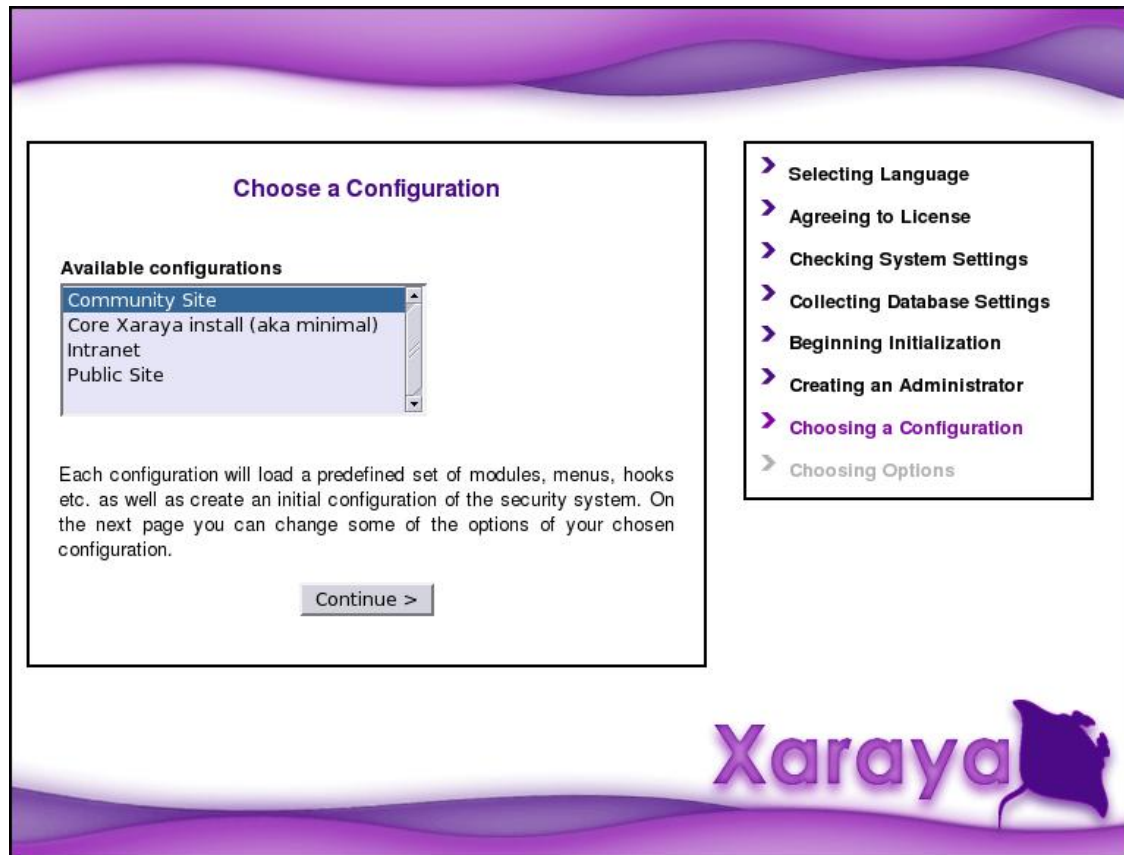 Choose a Configuration
Available configurations
Community Site
Core Xaraya install (aka minimal)
Intranet
Public Site
Each configuration will load a predefined set of modules, menus, hooks
etc. as well as create an initial configuration of the security system. On
the next page you can change some of the options of your chosen
configuration.
Continue >
Selecting Language
Agreeing to License
Checking System Settings
Collecting Database Settings
Beginning Initialization
Creating an Administrator
Choosing a Configuration
Choosing Options
Xaraya